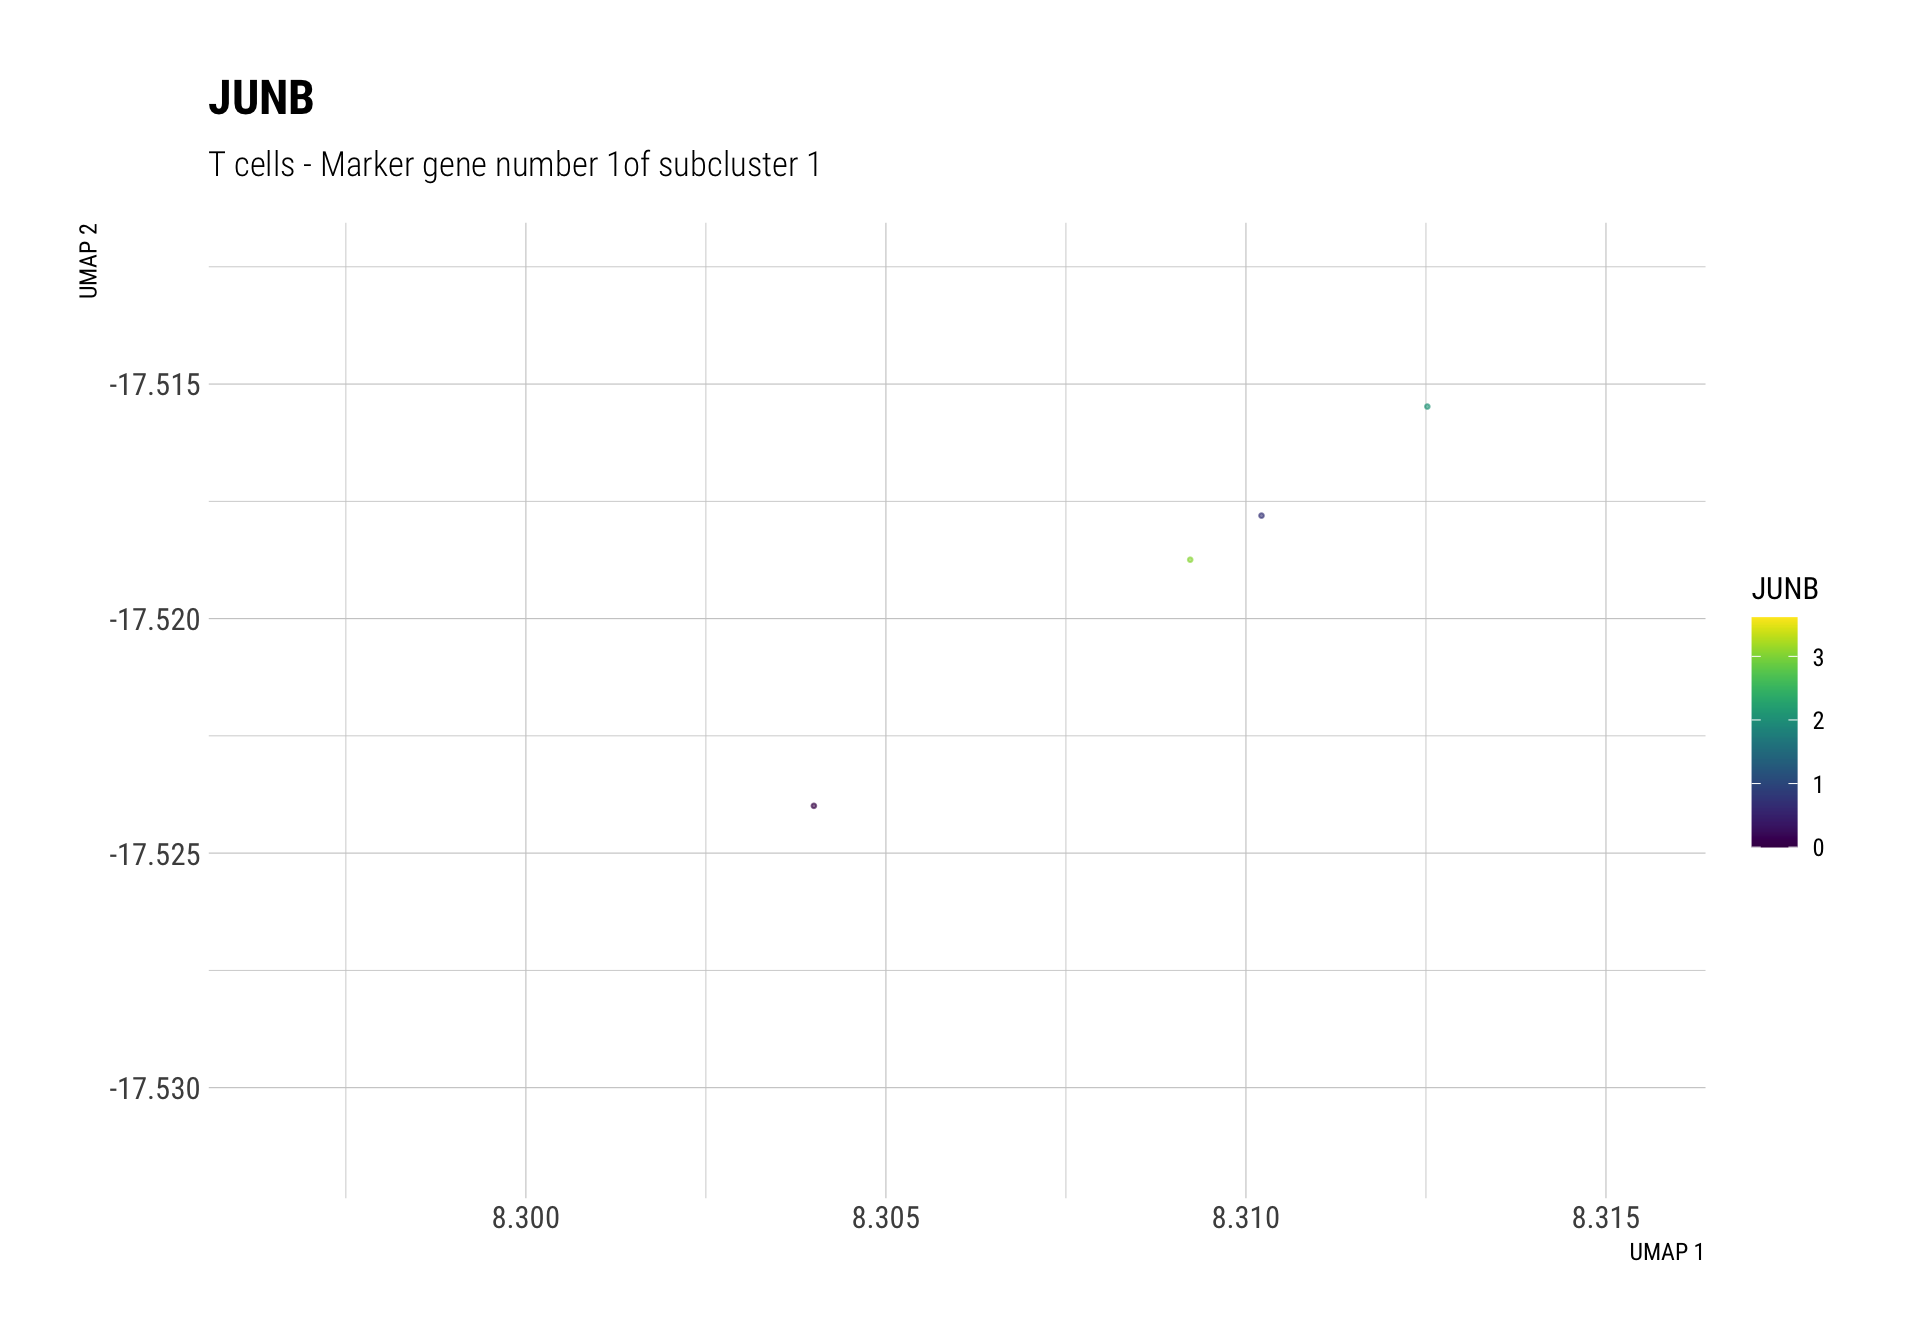 JUNB
T cells - Marker gene number 1of subcluster 1
UMAP 2
-17.515
-17.520
-17.525
-17.530
8.300
8.305
8.310
8.315
UMAP 1
JUNB
3
2
1
0